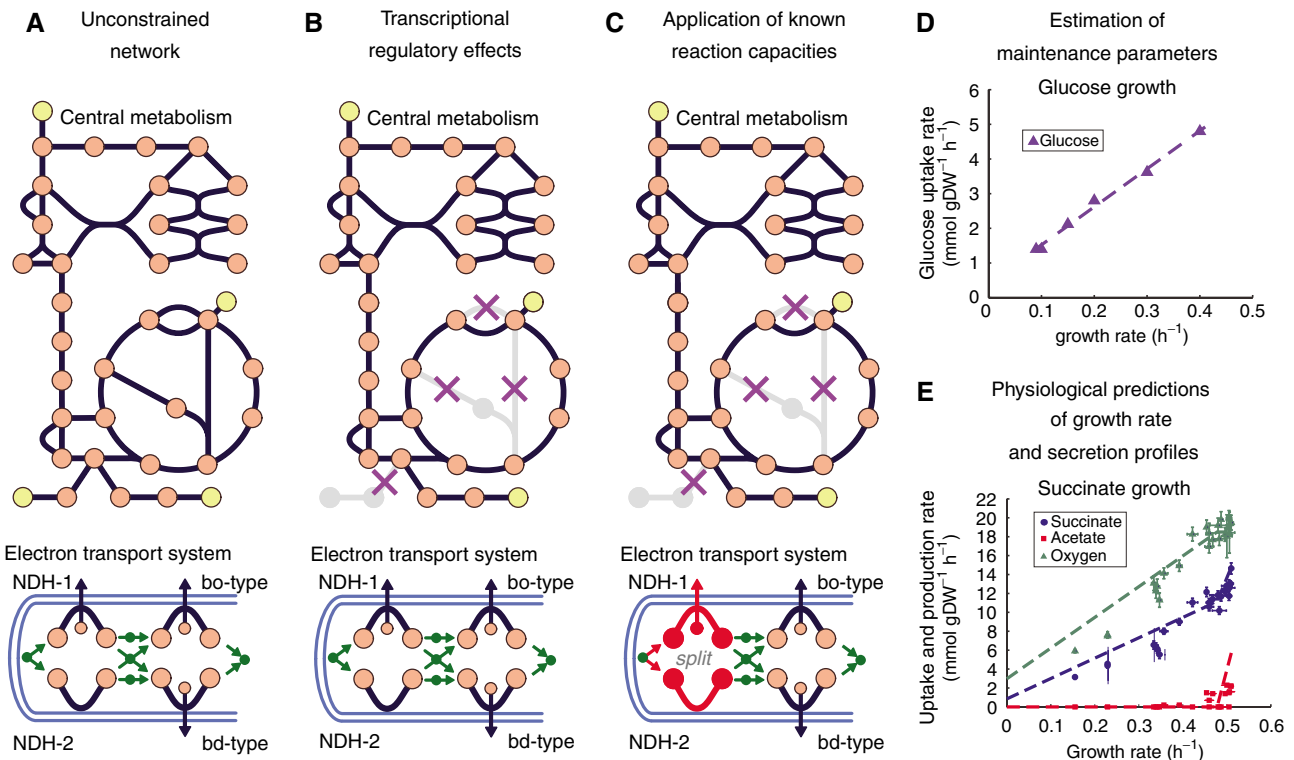 A
Unconstrained
network
Central metabolism
Electron transport system
NDH-1
bo-type
NDH-2
bd-type
B
Transcriptional
regulatory effects
Central metabolism
Electron transport system
NDH-1
bo-type
NDH-2
bd-type
C
Application of known
reaction capacities
Central metabolism
Electron transport system
NDH-1
bo-type
split
NDH-2
bd-type
D
Estimation of
maintenance parameters
Glucose growth
Glucose uptake rate
(mmol gDW⁻¹ h⁻¹)
6
5
4
3
2
1
0
Glucose
0
0.1
0.2
0.3
0.4
0.5
growth rate (h⁻¹)
E
Physiological predictions
of growth rate
and secretion profiles
Succinate growth
Uptake and production rate
(mmol gDW⁻¹ h⁻¹)
22
20
18
16
14
12
10
8
6
4
2
0
Succinate
Acetate
Oxygen
0
0.1
0.2
0.3
0.4
0.5
0.6
Growth rate (h⁻¹)